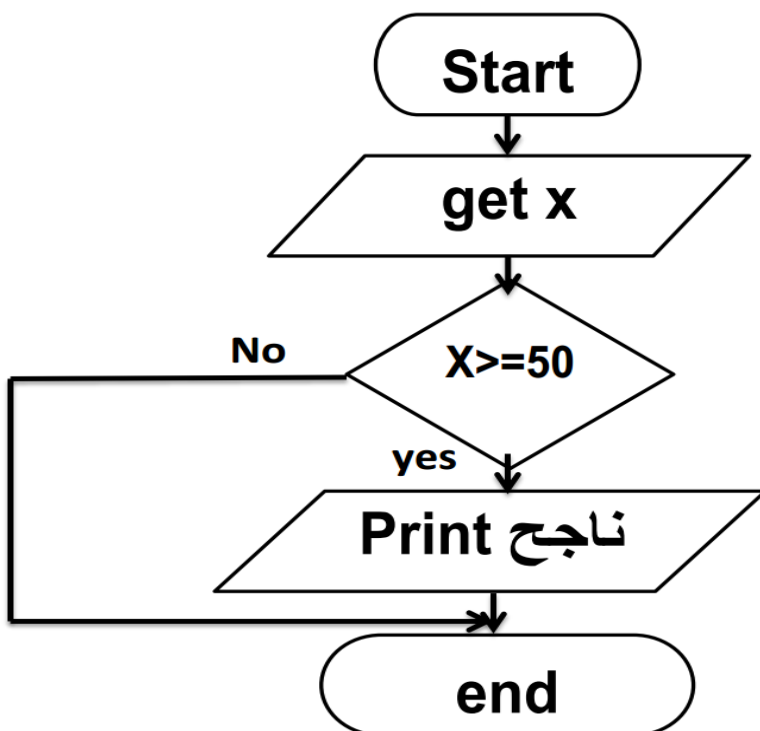 Start
get x
X>=50
No
yes
Print ناجح
end